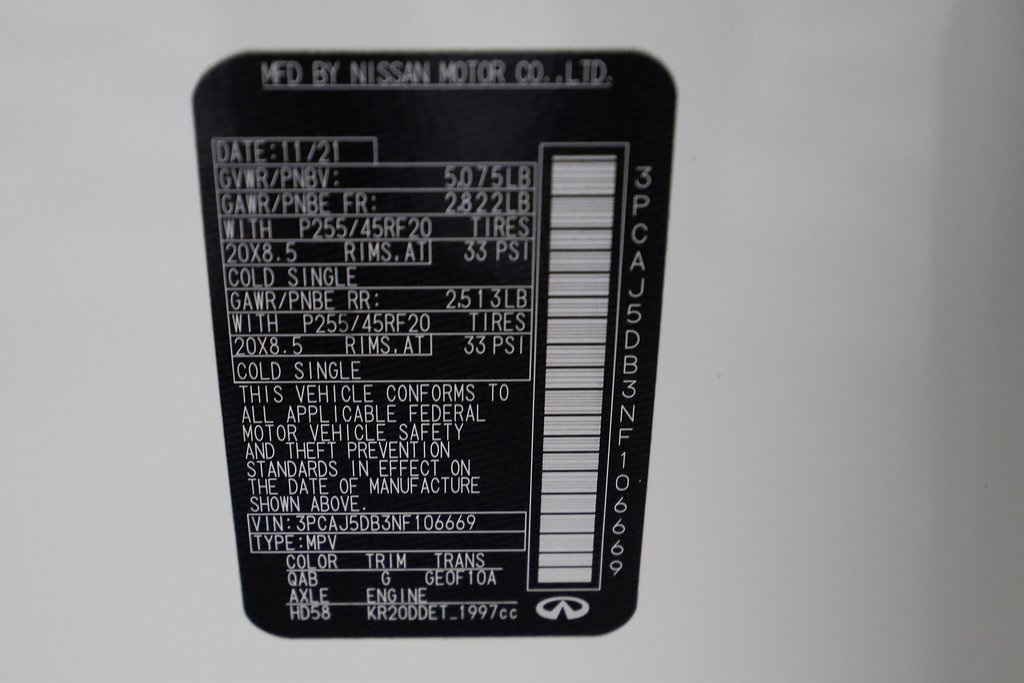 MFD BY NISSAN MOTOR CO.,LTD.
DATE:11/21
GVWR/PNBV: 5075LB
GAWR/PNBE FR: 2822LB
WITH P255/45RF20 TIRES
20X8.5 RIMS.AT 33 PSI
COLD SINGLE
GAWR/PNBE RR: 2513LB
WITH P255/45RF20 TIRES
20X8.5 RIMS.AT 33 PSI
COLD SINGLE
THIS VEHICLE CONFORMS TO
ALL APPLICABLE FEDERAL
MOTOR VEHICLE SAFETY
AND THEFT PREVENTION
STANDARDS IN EFFECT ON
THE DATE OF MANUFACTURE
SHOWN ABOVE.
VIN:3PCAJ5DB3NF106669
TYPE:MPV
COLOR TRIM TRANS
QAB G GE0F10A
AXLE ENGINE
HD58 KR20DDET_1997cc
3PCAJ5DB3NF106669